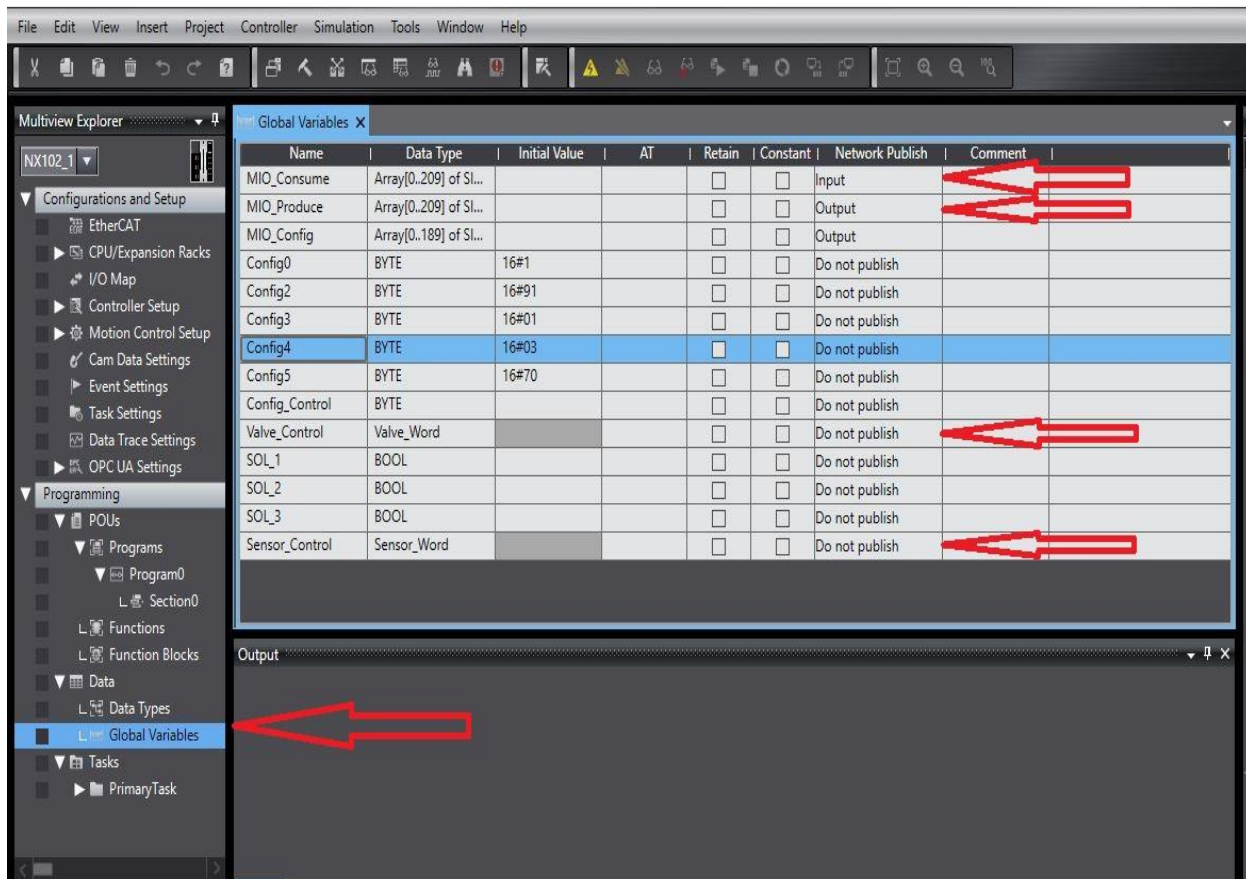 File Edit View Insert Project Controller Simulation Tools Window Help
Multiview Explorer
NX102_1
Configurations and Setup
EtherCAT
CPU/Expansion Racks
I/O Map
Controller Setup
Motion Control Setup
Cam Data Settings
Event Settings
Task Settings
Data Trace Settings
OPC UA Settings
Programming
POUs
Programs
Program0
Section0
Functions
Function Blocks
Data
Data Types
Global Variables
Tasks
PrimaryTask
Global Variables X
Name Data Type Initial Value AT Retain Constant Network Publish Comment
MIO_Consume Array[0..209] of SI... Input
MIO_Produce Array[0..209] of SI... Output
MIO_Config Array[0..189] of SI... Output
Config0 BYTE 16#1 Do not publish
Config2 BYTE 16#91 Do not publish
Config3 BYTE 16#01 Do not publish
Config4 BYTE 16#03 Do not publish
Config5 BYTE 16#70 Do not publish
Config_Control BYTE Do not publish
Valve_Control Valve_Word Do not publish
SOL_1 BOOL Do not publish
SOL_2 BOOL Do not publish
SOL_3 BOOL Do not publish
Sensor_Control Sensor_Word Do not publish
Output